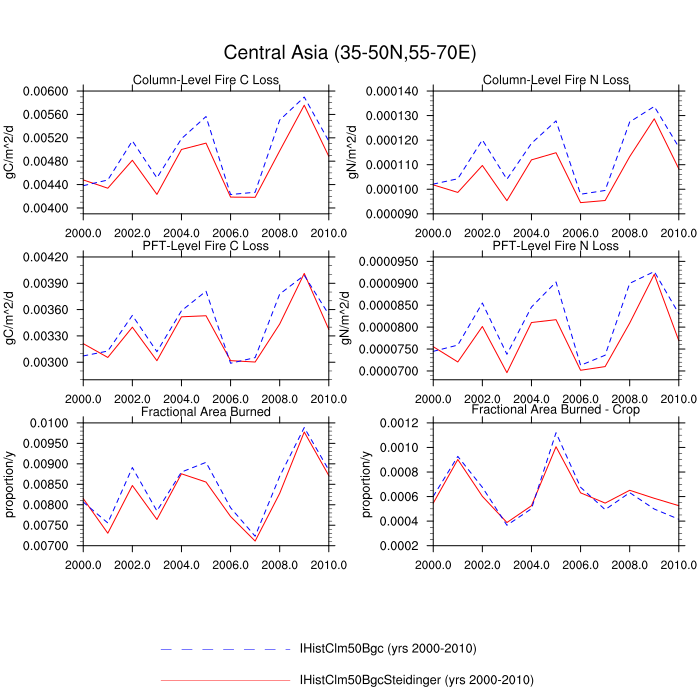 Central Asia (35-50N,55-70E)
Column-Level Fire C Loss
gC/m^2/d
0.00600
0.00560
0.00520
0.00480
0.00440
0.00400
2000.0 2002.0 2004.0 2006.0 2008.0 2010.0
Column-Level Fire N Loss
gN/m^2/d
0.000140
0.000130
0.000120
0.000110
0.000100
0.000090
2000.0 2002.0 2004.0 2006.0 2008.0 2010.0
PFT-Level Fire C Loss
gC/m^2/d
0.00420
0.00390
0.00360
0.00330
0.00300
2000.0 2002.0 2004.0 2006.0 2008.0 2010.0
PFT-Level Fire N Loss
gN/m^2/d
0.0000950
0.0000900
0.0000850
0.0000800
0.0000750
0.0000700
2000.0 2002.0 2004.0 2006.0 2008.0 2010.0
Fractional Area Burned
proportion/y
0.0100
0.00950
0.00900
0.00850
0.00800
0.00750
0.00700
2000.0 2002.0 2004.0 2006.0 2008.0 2010.0
Fractional Area Burned - Crop
proportion/y
0.0012
0.0010
0.0008
0.0006
0.0004
0.0002
2000.0 2002.0 2004.0 2006.0 2008.0 2010.0
IHistClm50Bgc (yrs 2000-2010)
IHistClm50BgcSteidinger (yrs 2000-2010)